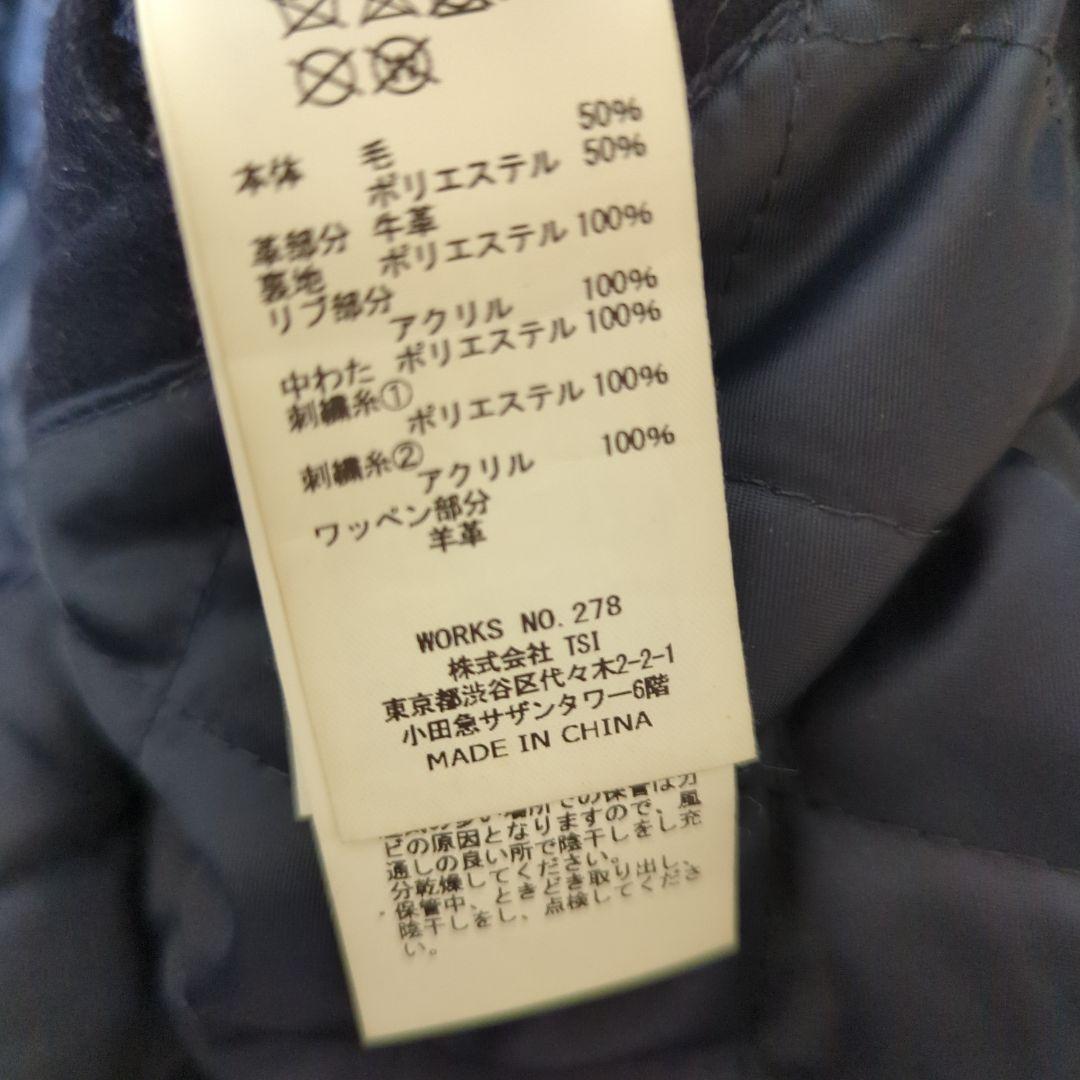 本体 毛 50%
ポリエステル 50%
革部分 牛革
裏地 ポリエステル 100%
リブ部分
アクリル 100%
中わた ポリエステル 100%
刺繍糸①
ポリエステル 100%
刺繍糸②
アクリル 100%
ワッペン部分
羊革
WORKS NO. 278
株式会社 TSI
東京都渋谷区代々木2-2-1
小田急サザンタワー6階
MADE IN CHINA
場所での保管はカ
ビの原因となりますので、風
通しの良い所で陰干しをし充
分乾燥してください。
保管中、ときどき取り出し、
陰干しをし、点検してくださ
い。